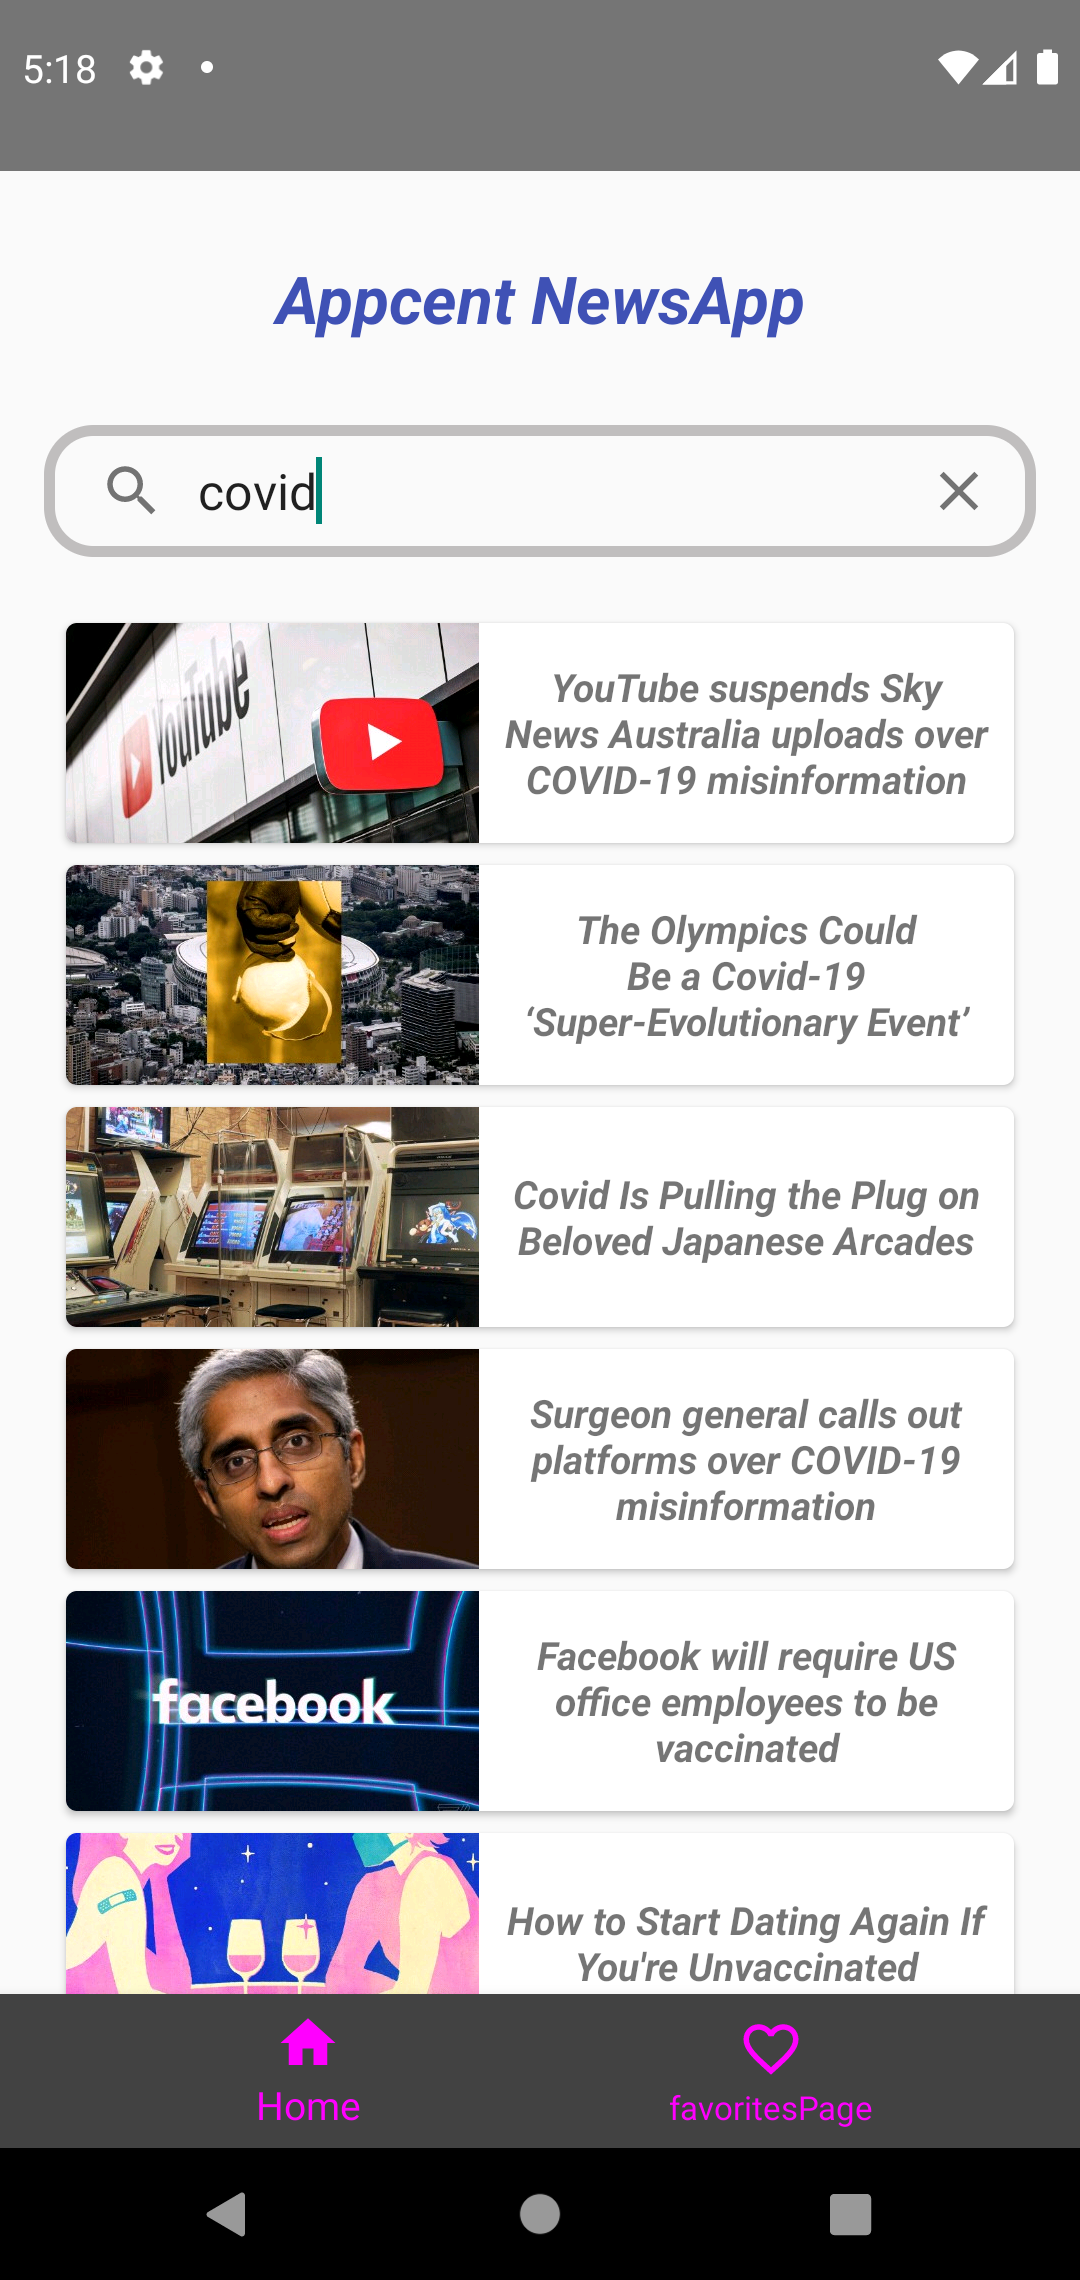 5:18
Appcent NewsApp
covid
YouTube
YouTube suspends Sky
News Australia uploads over
COVID-19 misinformation
The Olympics Could
Be a Covid-19
‘Super-Evolutionary Event’
Covid Is Pulling the Plug on
Beloved Japanese Arcades
Surgeon general calls out
platforms over COVID-19
misinformation
facebook
Facebook will require US
office employees to be
vaccinated
How to Start Dating Again If
You're Unvaccinated
Home
favoritesPage